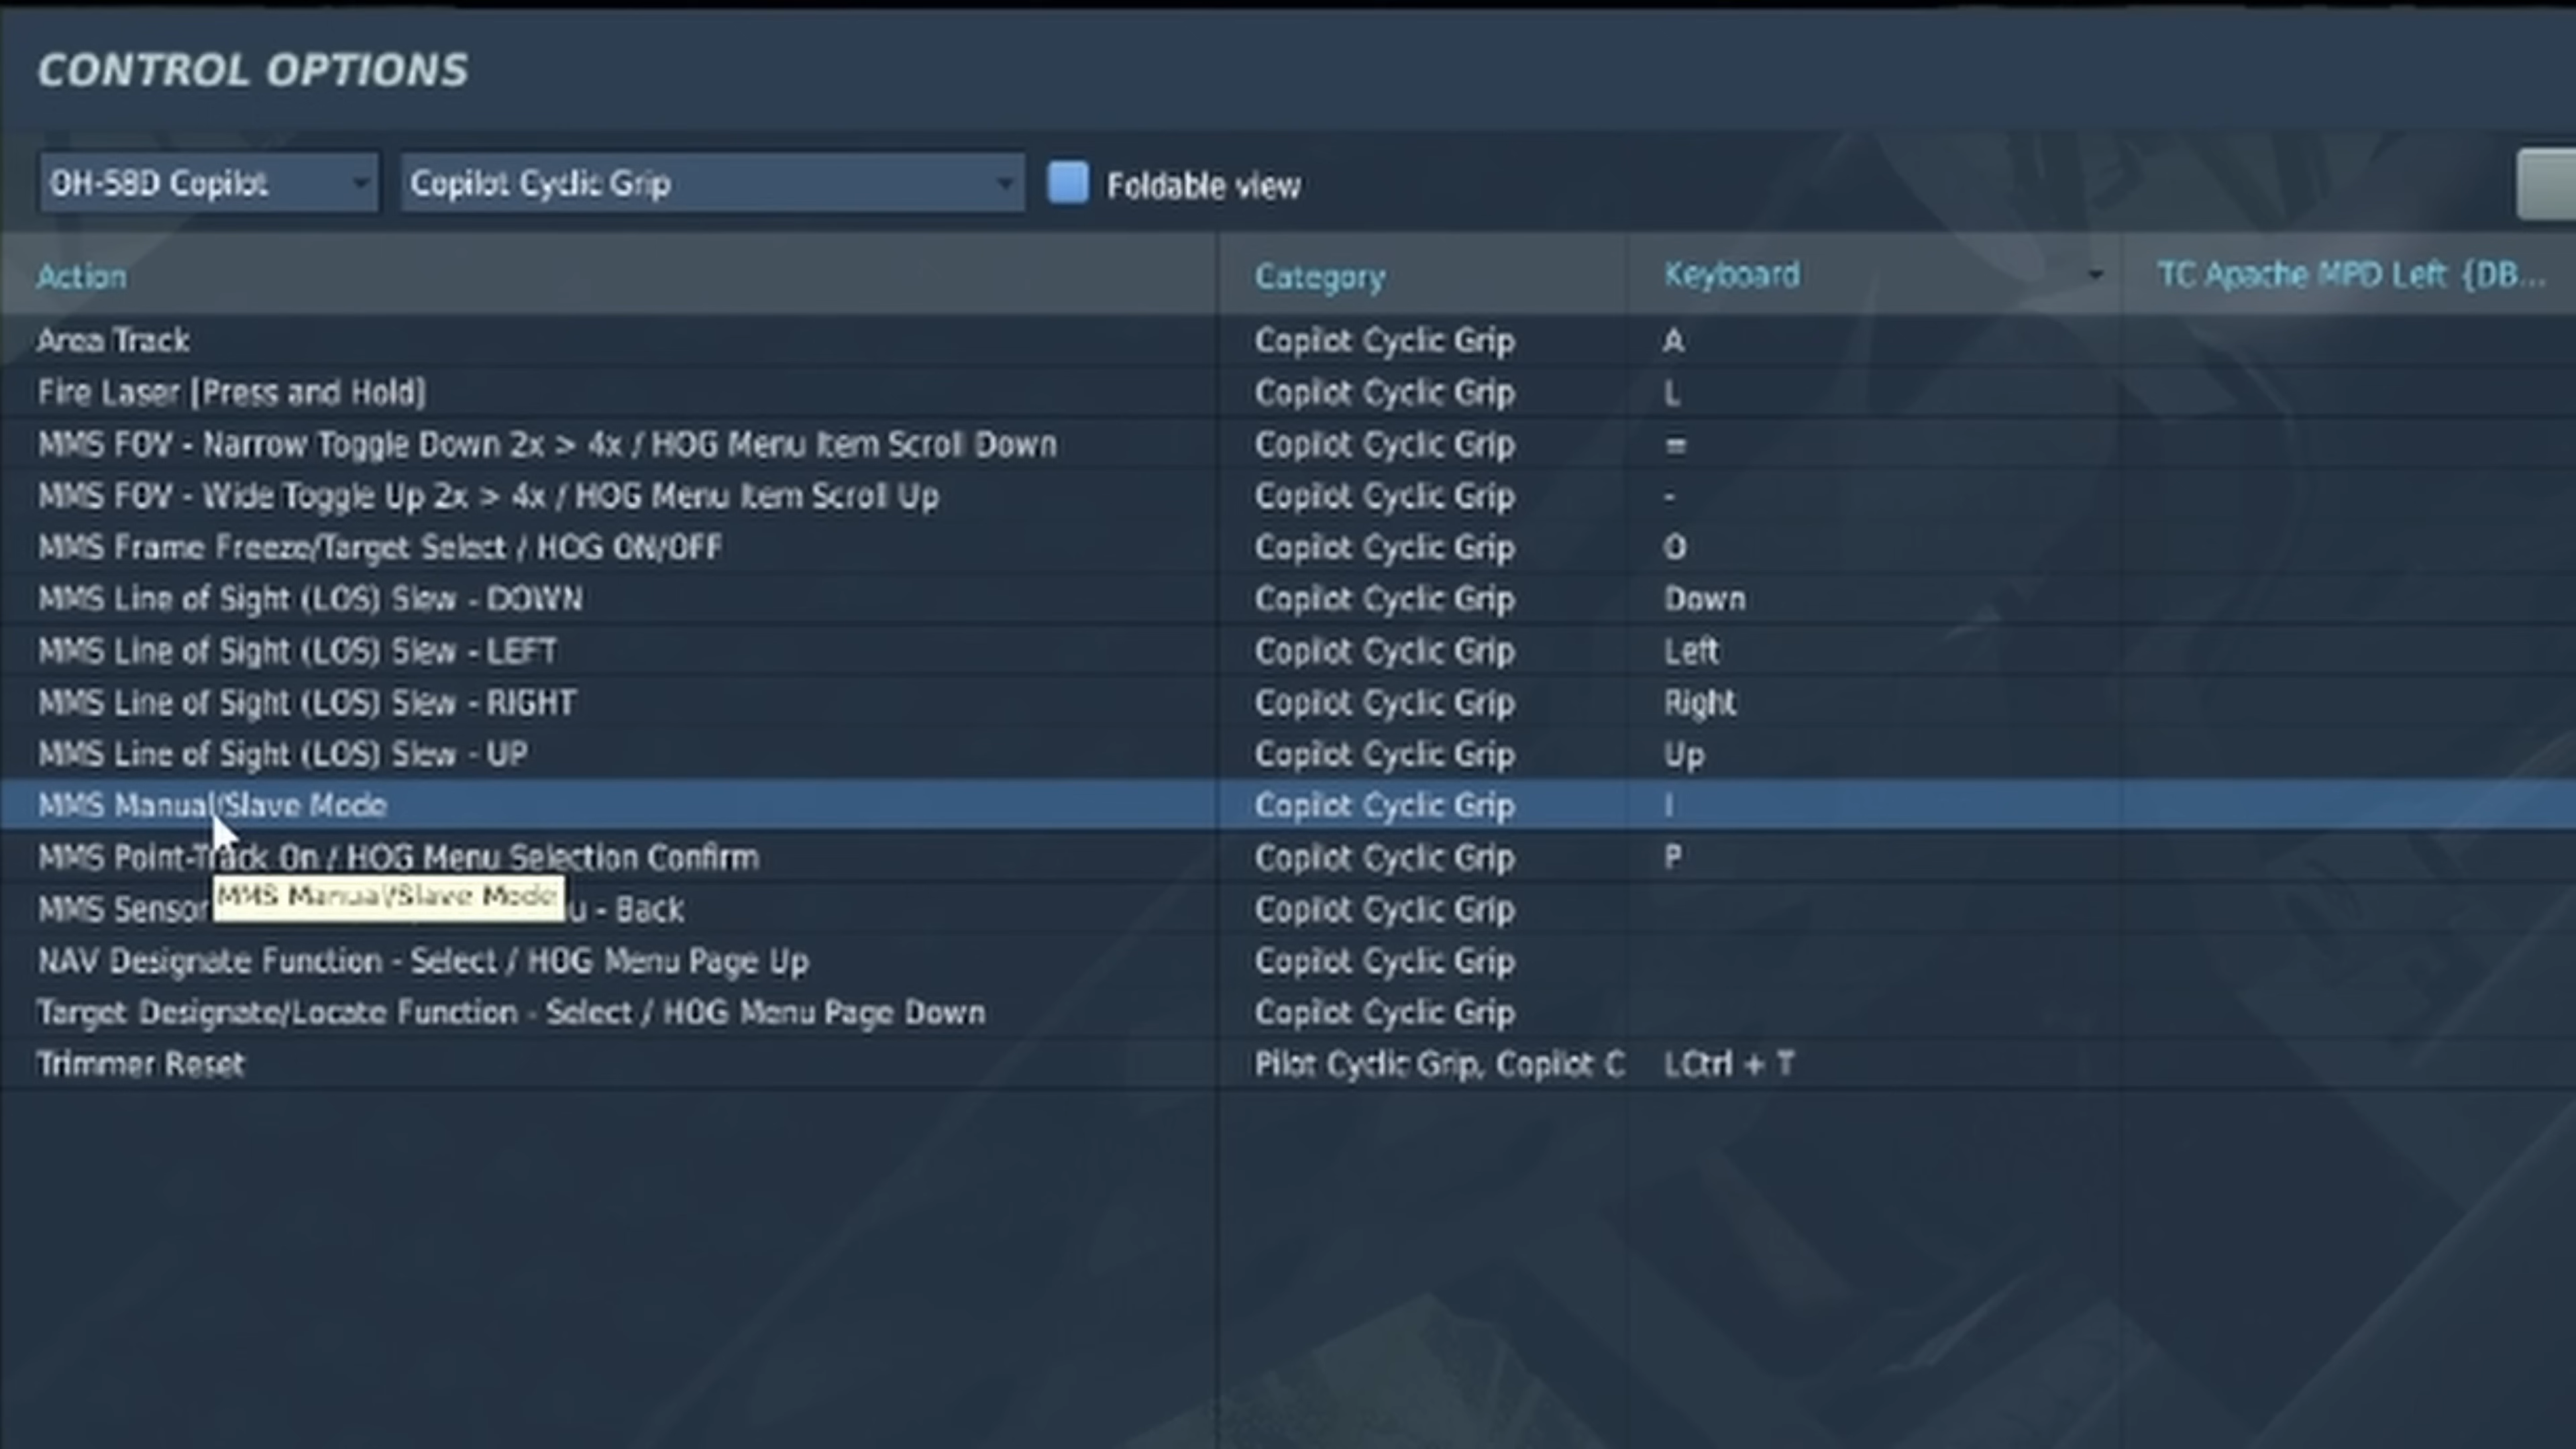 CONTROL OPTIONS
OH-58D Copilot Copilot Cyclic Grip Foldable view
Action Category Keyboard TC Apache MPD Left {DB...
Area Track Copilot Cyclic Grip A
Fire Laser [Press and Hold] Copilot Cyclic Grip L
MMS FOV - Narrow Toggle Down 2x > 4x / HOG Menu Item Scroll Down Copilot Cyclic Grip =
MMS FOV - Wide Toggle Up 2x > 4x / HOG Menu Item Scroll Up Copilot Cyclic Grip -
MMS Frame Freeze/Target Select / HOG ON/OFF Copilot Cyclic Grip O
MMS Line of Sight (LOS) Slew - DOWN Copilot Cyclic Grip Down
MMS Line of Sight (LOS) Slew - LEFT Copilot Cyclic Grip Left
MMS Line of Sight (LOS) Slew - RIGHT Copilot Cyclic Grip Right
MMS Line of Sight (LOS) Slew - UP Copilot Cyclic Grip Up
MMS Manual/Slave Mode Copilot Cyclic Grip I
MMS Point-Track On / HOG Menu Selection Confirm Copilot Cyclic Grip P
MMS Manual/Slave Mode
MMS Sensor - Back Copilot Cyclic Grip
NAV Designate Function - Select / HOG Menu Page Up Copilot Cyclic Grip
Target Designate/Locate Function - Select / HOG Menu Page Down Copilot Cyclic Grip
Trimmer Reset Pilot Cyclic Grip, Copilot C LCtrl + T